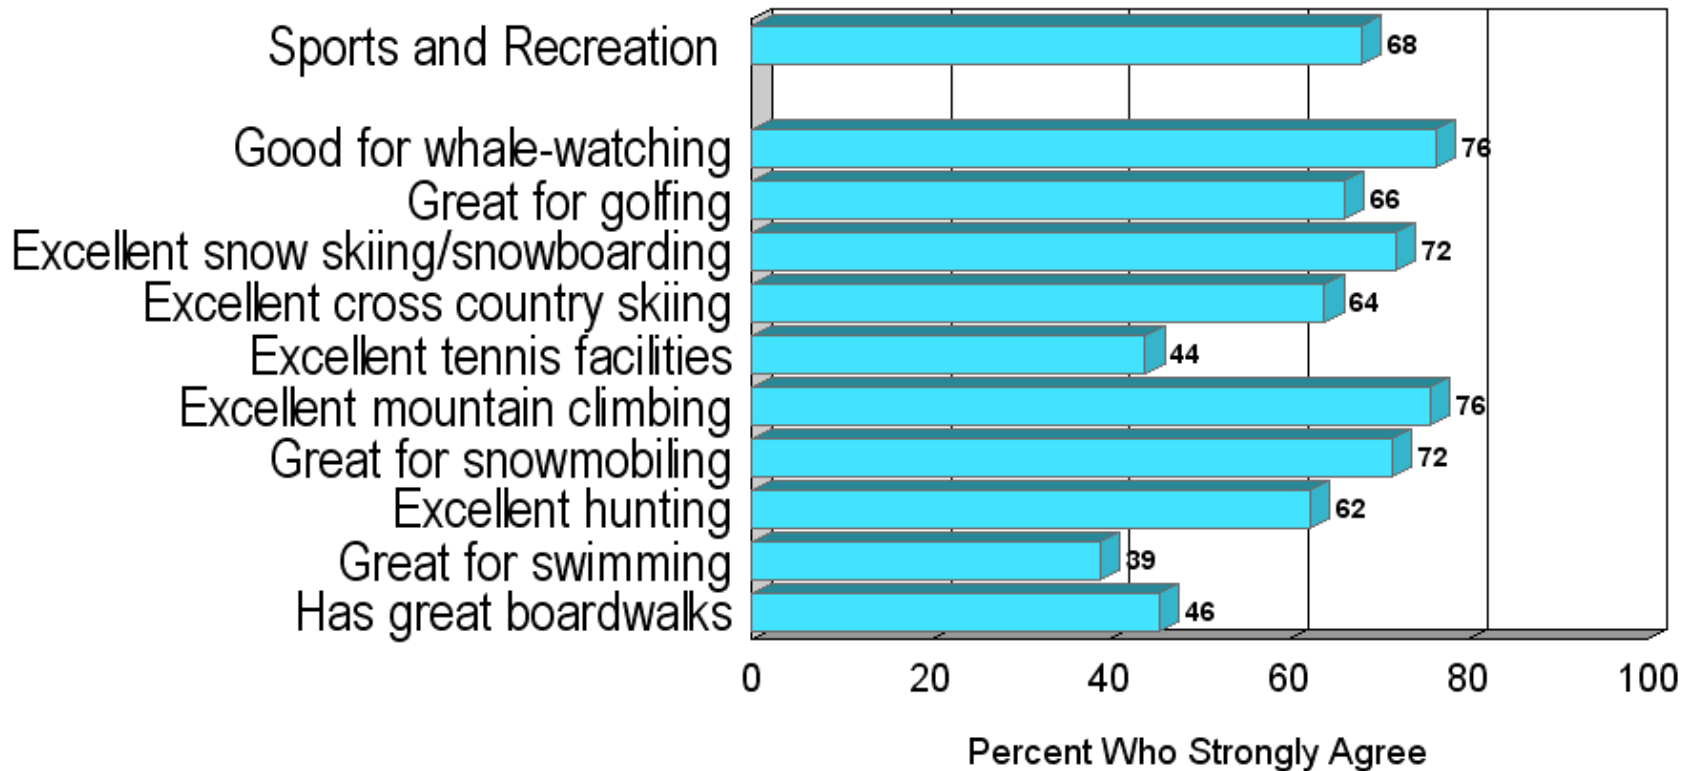 Sports and Recreation 68
Good for whale-watching 76
Great for golfing 66
Excellent snow skiing/snowboarding 72
Excellent cross country skiing 64
Excellent tennis facilities 44
Excellent mountain climbing 76
Great for snowmobiling 72
Excellent hunting 62
Great for swimming 39
Has great boardwalks 46
0 20 40 60 80 100
Percent Who Strongly Agree